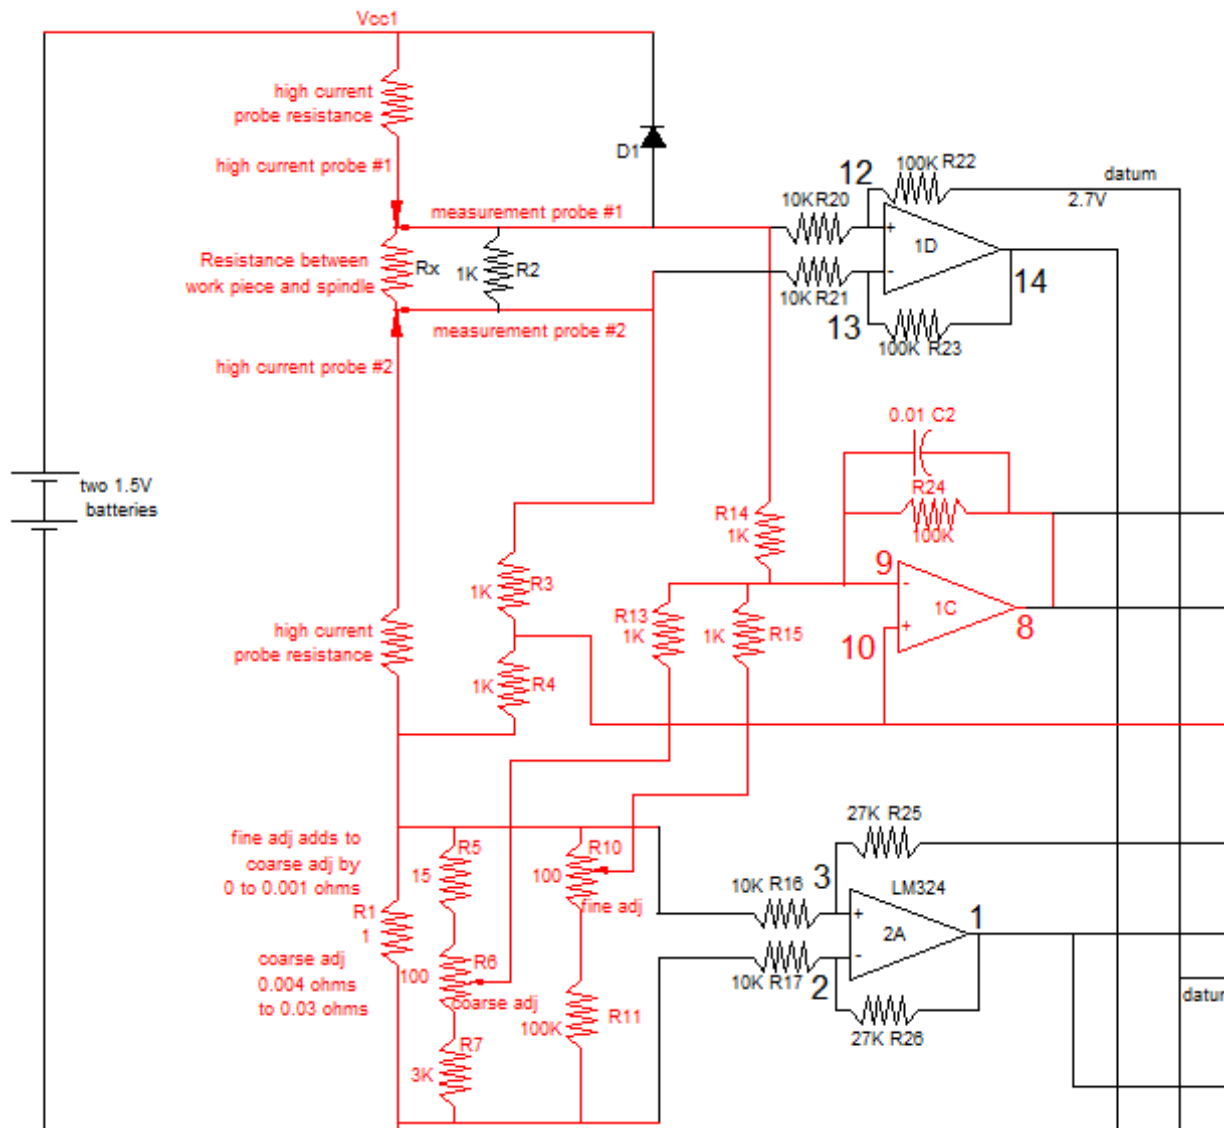 Vcc1
high current
probe resistance
D1
high current probe #1
measurement probe #1
12
100K R22
datum
2.7V
10K R20
+
1D
-
14
10K R21
13
100K R23
Resistance between
work piece and spindle
Rx
1K
R2
measurement probe #2
high current probe #2
two 1.5V
batteries
0.01 C2
R24
100K
R14
1K
9
-
1C
+
10
8
R3
1K
R13
1K
1K
R15
high current
probe resistance
1K
R4
27K R25
fine adj adds to
coarse adj by
0 to 0.001 ohms
R5
15
R10
100
fine adj
10K R16
3
LM324
+
2A
-
1
R1
1
10K R17
2
coarse adj
0.004 ohms
to 0.03 ohms
100
R6
coarse adj
datum
100K
R11
27K R26
R7
3K